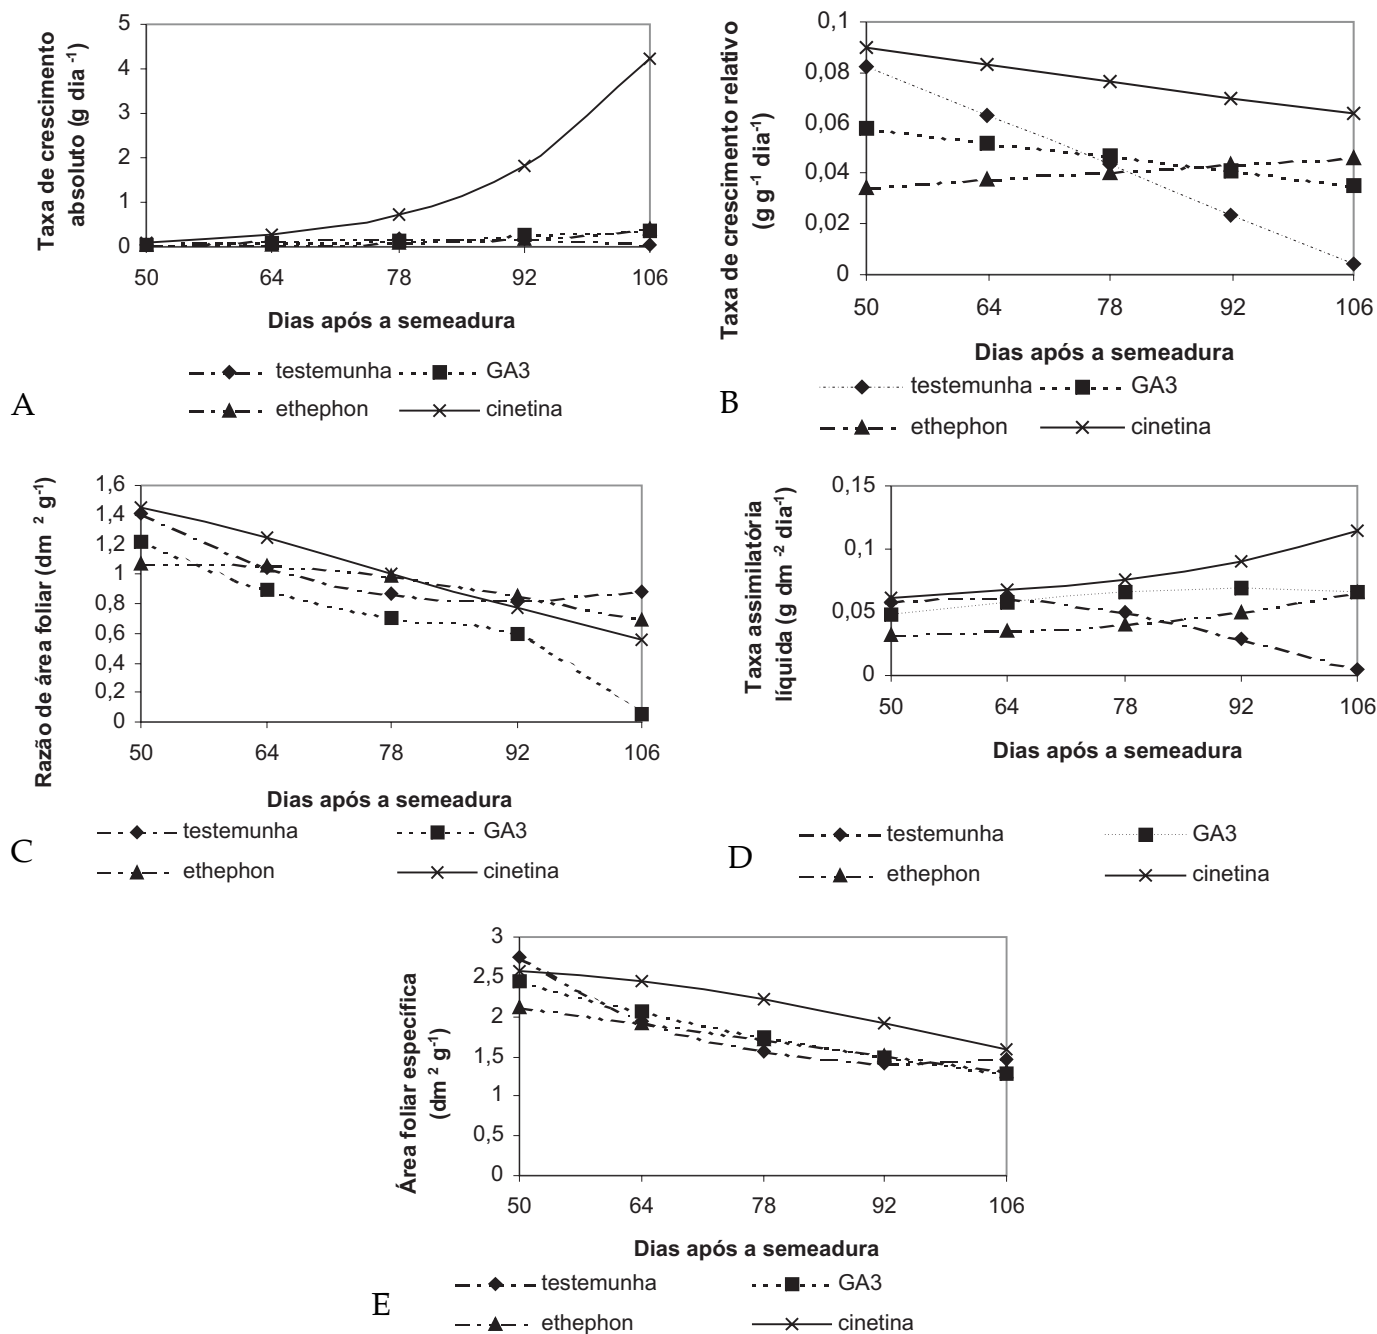 Taxa de crescimento
absoluto (g dia -1)
5
4
3
2
1
0
50 64 78 92 106
Dias após a semeadura
testemunha GA3
ethephon cinetina
A
Taxa de crescimento relativo
(g g-1 dia-1)
0,1
0,08
0,06
0,04
0,02
0
50 64 78 92 106
Dias após a semeadura
testemunha GA3
ethephon cinetina
B
Razão de área foliar (dm 2 g-1)
1,6
1,4
1,2
1
0,8
0,6
0,4
0,2
0
50 64 78 92 106
Dias após a semeadura
testemunha GA3
ethephon cinetina
C
Taxa assimilatória
líquida (g dm -2 dia-1)
0,15
0,1
0,05
0
50 64 78 92 106
Dias após a semeadura
testemunha GA3
ethephon cinetina
D
Área foliar específica
(dm 2 g-1)
3
2,5
2
1,5
1
0,5
0
50 64 78 92 106
Dias após a semeadura
testemunha GA3
ethephon cinetina
E